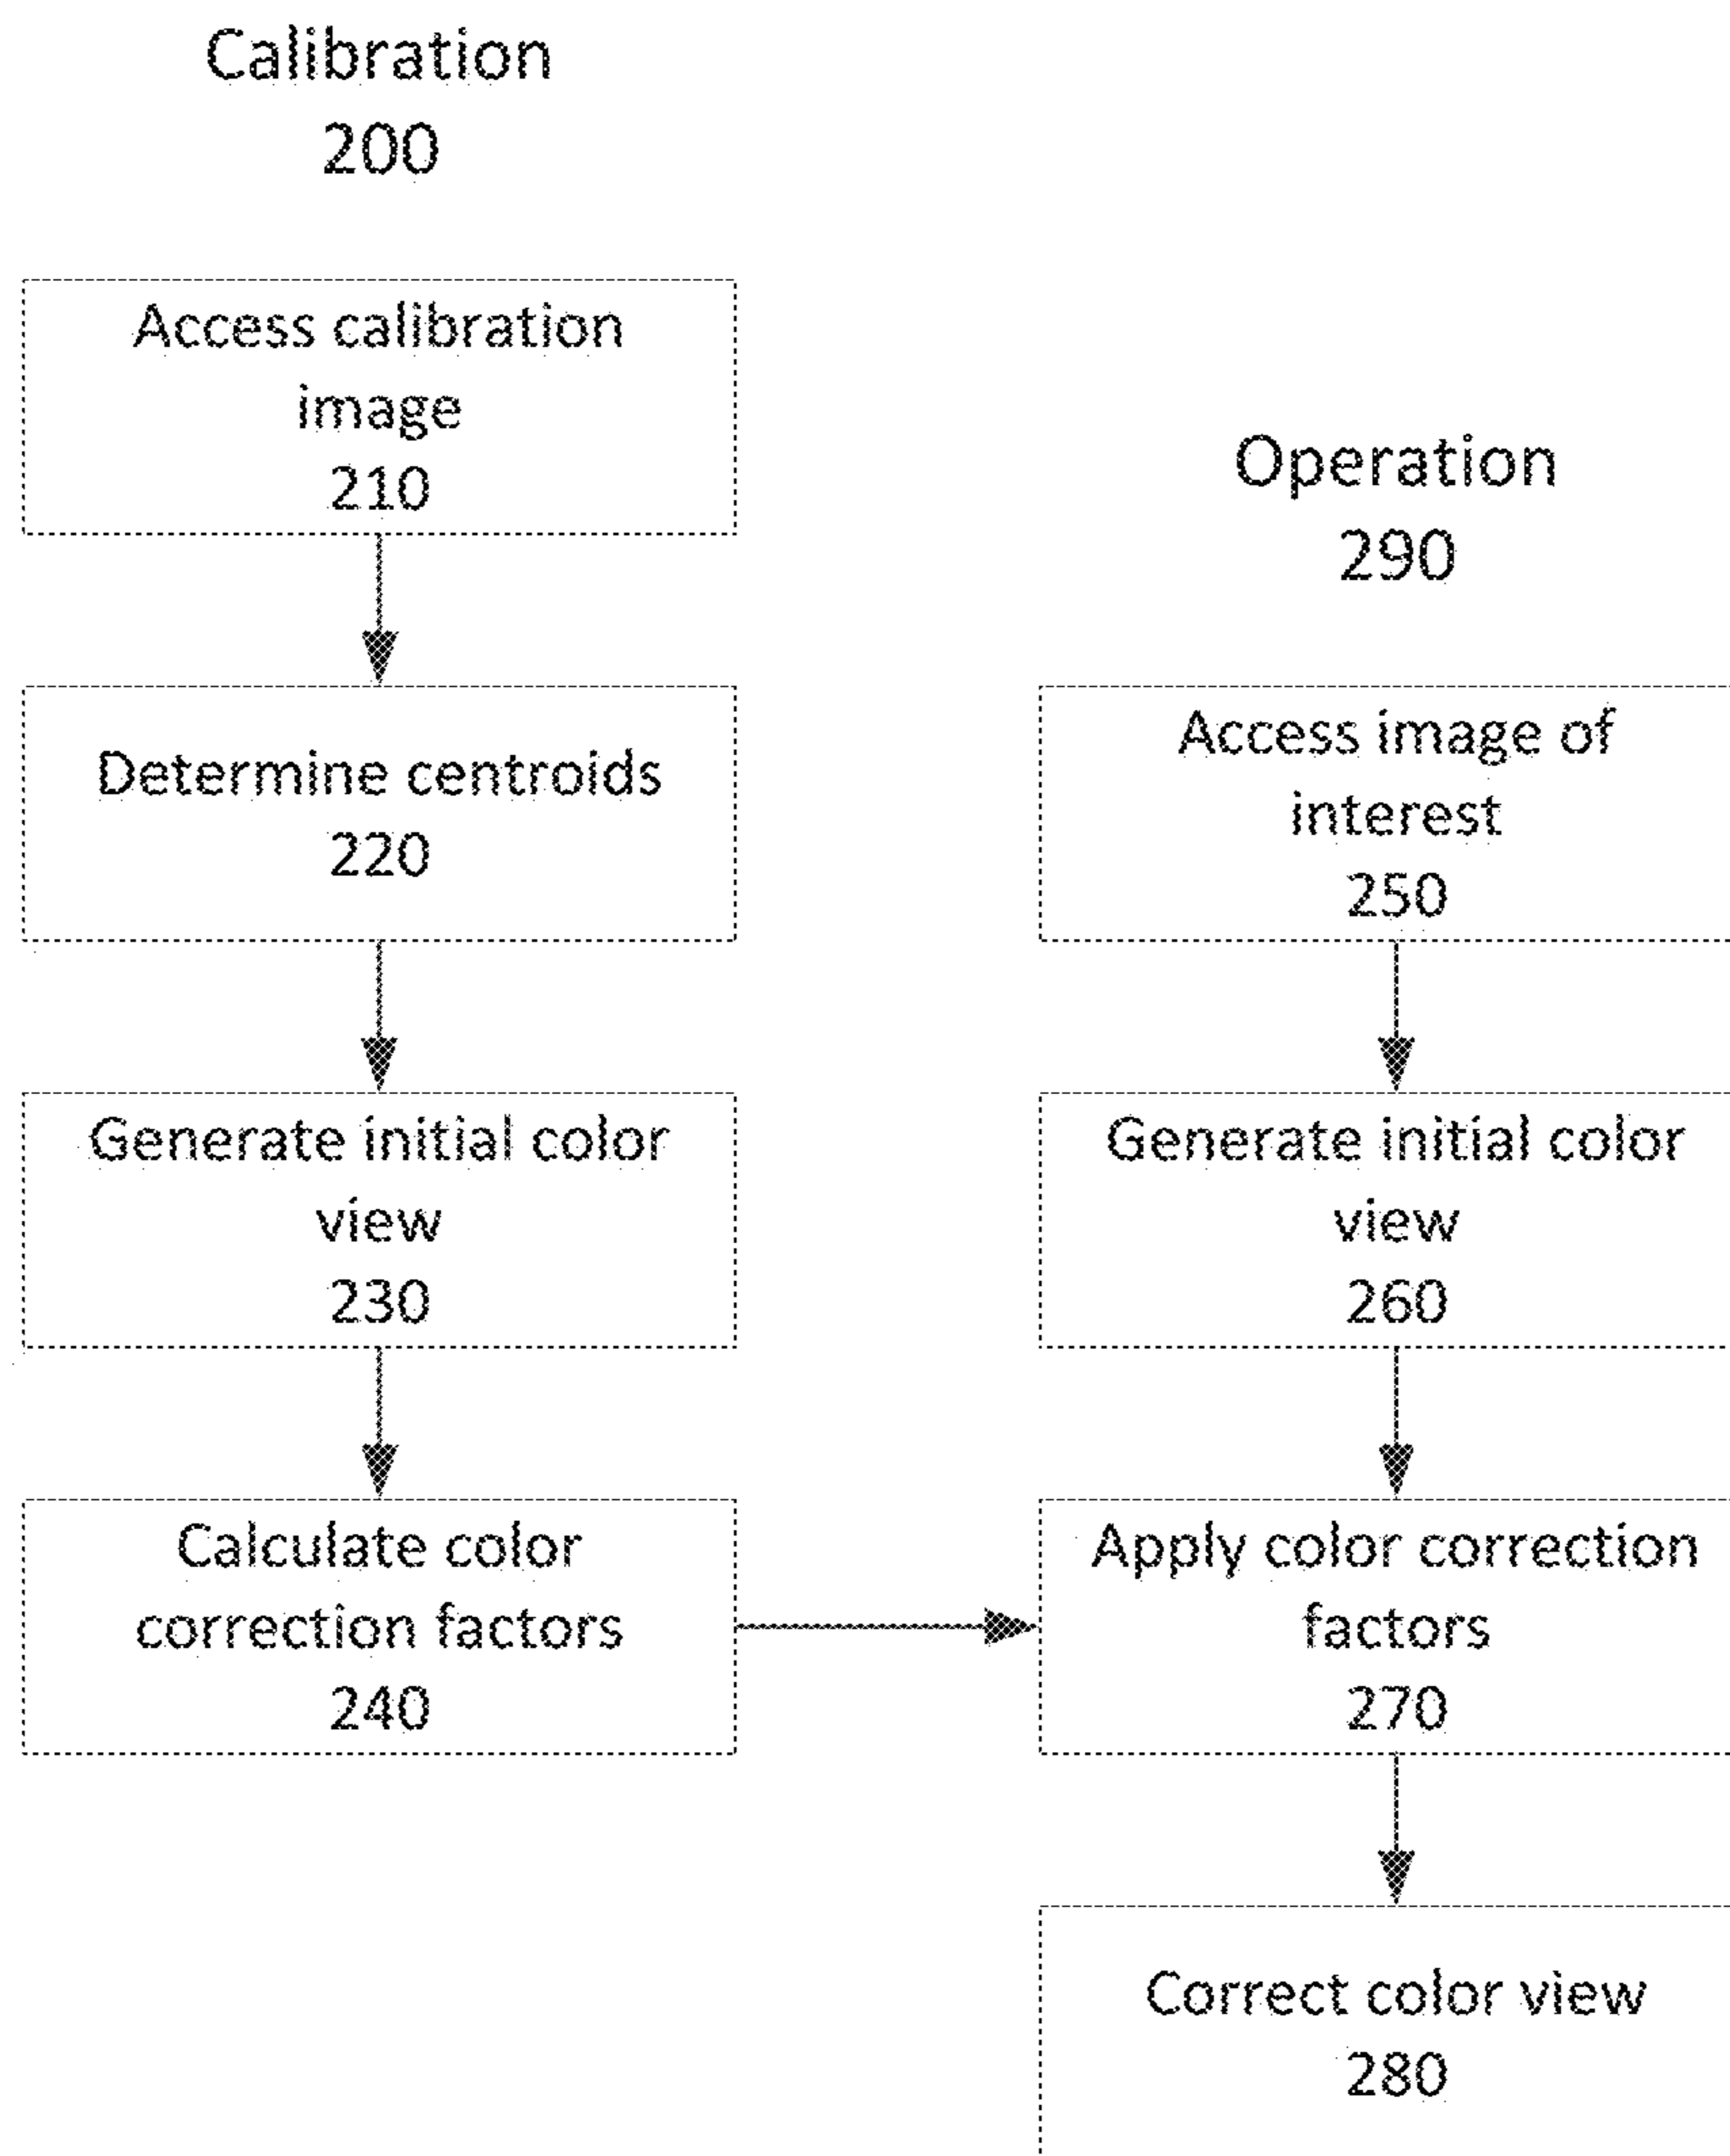 Calibration
200
Access calibration
image
210
Determine centroids
220
Generate initial color
view
230
Calculate color
correction factors
240
Operation
290
Access image of
interest
250
Generate initial color
view
260
Apply color correction
factors
270
Correct color view
280